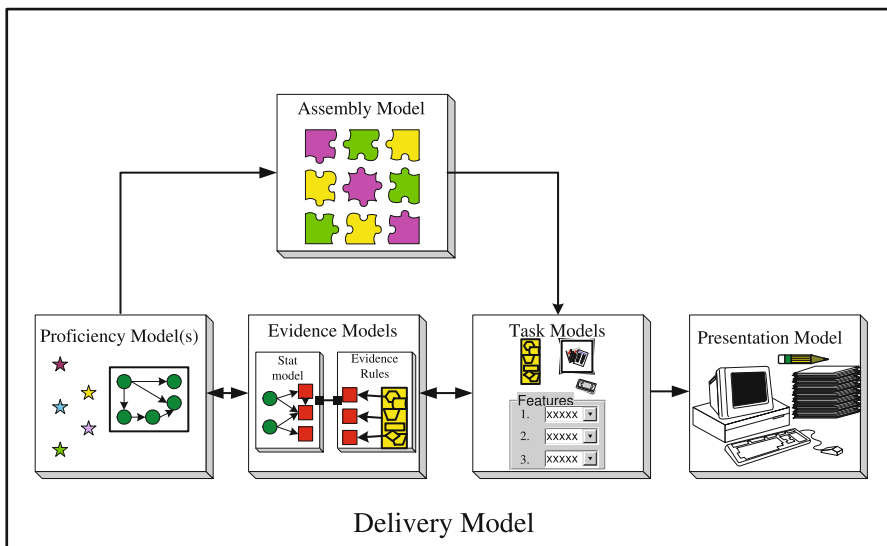 Assembly Model
Proficiency Model(s)
Evidence Models
Stat
model
Evidence
Rules
Task Models
Features
1. xxxxx
2. xxxxx
3. xxxxx
Presentation Model
Delivery Model